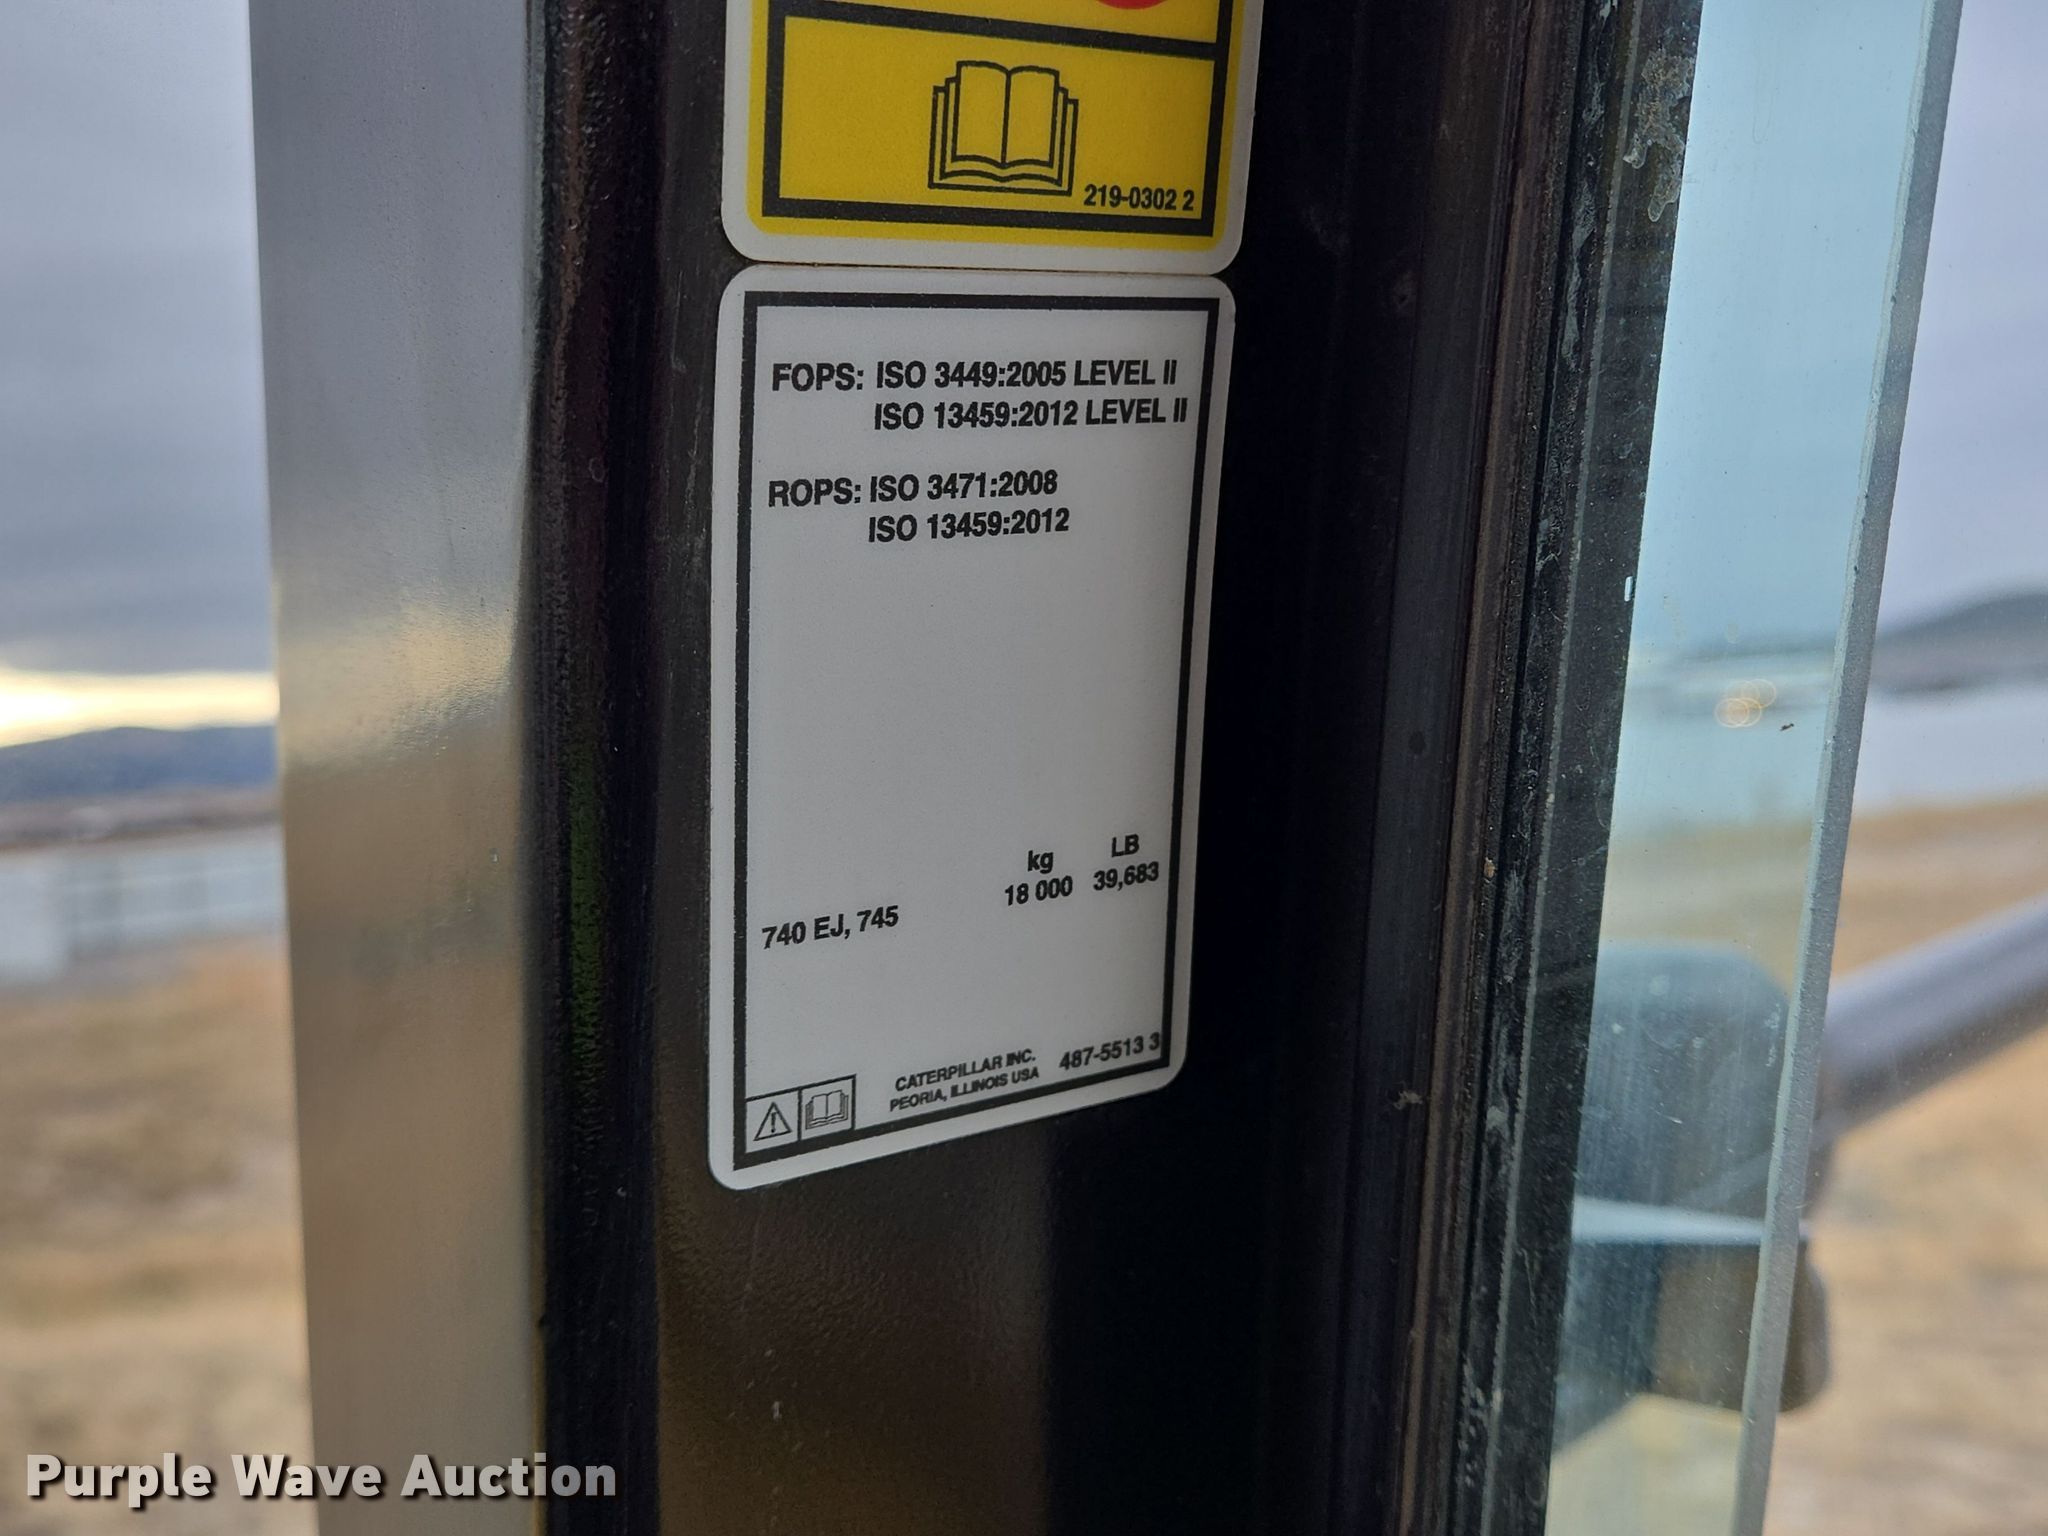 219-0302 2
FOPS: ISO 3449:2005 LEVEL II
ISO 13459:2012 LEVEL II
ROPS: ISO 3471:2008
ISO 13459:2012
kg LB
18 000 39,683
740 EJ, 745
CATERPILLAR INC. 487-5513 3
PEORIA, ILLINOIS USA
Purple Wave Auction